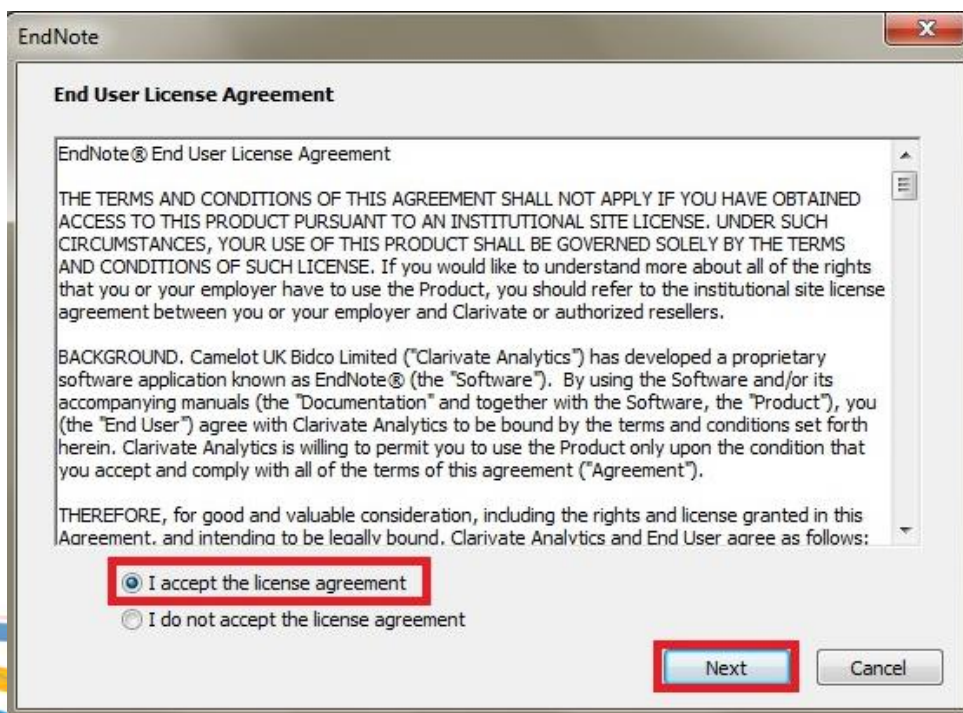 EndNote
End User License Agreement
EndNote® End User License Agreement
THE TERMS AND CONDITIONS OF THIS AGREEMENT SHALL NOT APPLY IF YOU HAVE OBTAINED
ACCESS TO THIS PRODUCT PURSUANT TO AN INSTITUTIONAL SITE LICENSE. UNDER SUCH
CIRCUMSTANCES, YOUR USE OF THIS PRODUCT SHALL BE GOVERNED SOLELY BY THE TERMS
AND CONDITIONS OF SUCH LICENSE. If you would like to understand more about all of the rights
that you or your employer have to use the Product, you should refer to the institutional site license
agreement between you or your employer and Clarivate or authorized resellers.
BACKGROUND. Camelot UK Bidco Limited ("Clarivate Analytics") has developed a proprietary
software application known as EndNote® (the "Software"). By using the Software and/or its
accompanying manuals (the "Documentation" and together with the Software, the "Product"), you
(the "End User") agree with Clarivate Analytics to be bound by the terms and conditions set forth
herein. Clarivate Analytics is willing to permit you to use the Product only upon the condition that
you accept and comply with all of the terms of this agreement ("Agreement").
THEREFORE, for good and valuable consideration, including the rights and license granted in this
Agreement, and intending to be legally bound, Clarivate Analytics and End User agree as follows:
I accept the license agreement
I do not accept the license agreement
Next Cancel